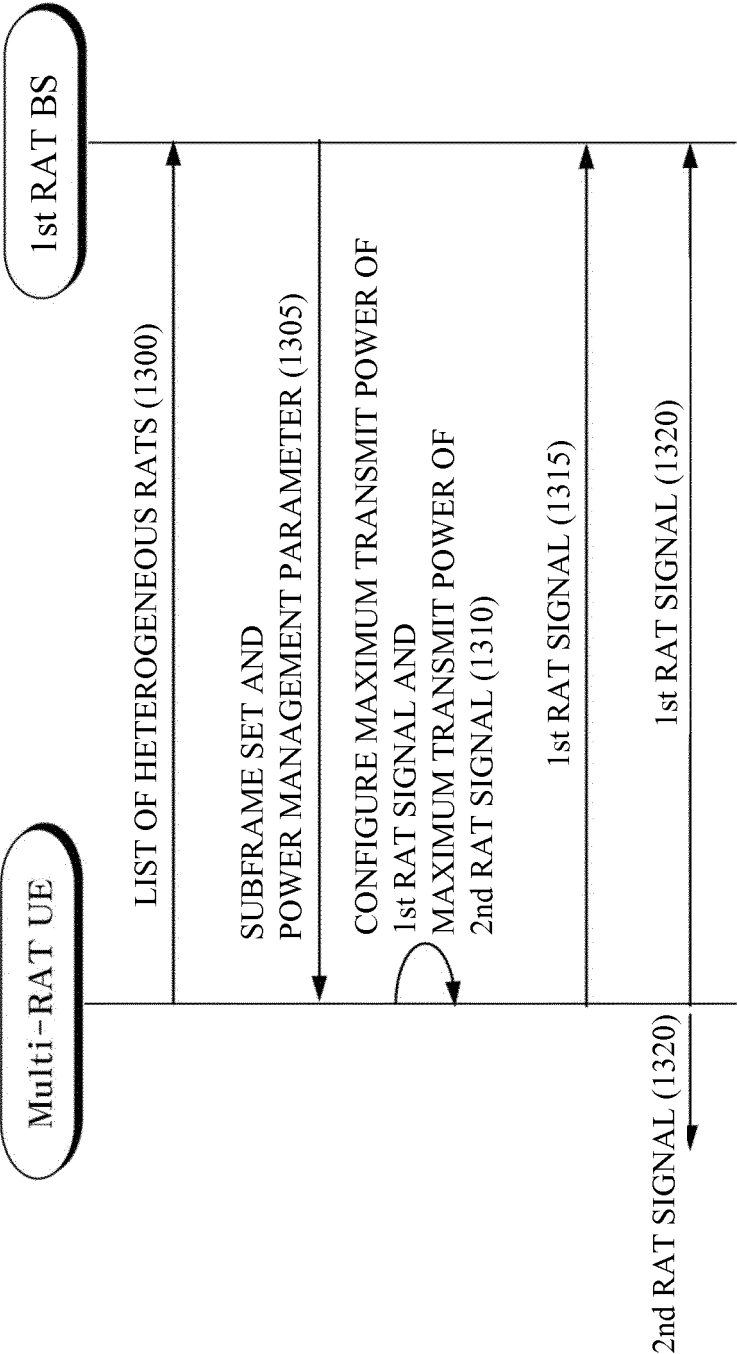 Multi-RAT UE
1st RAT BS
LIST OF HETEROGENEOUS RATS (1300)
SUBFRAME SET AND
POWER MANAGEMENT PARAMETER (1305)
CONFIGURE MAXIMUM TRANSMIT POWER OF
1st RAT SIGNAL AND
MAXIMUM TRANSMIT POWER OF
2nd RAT SIGNAL (1310)
1st RAT SIGNAL (1315)
2nd RAT SIGNAL (1320)
1st RAT SIGNAL (1320)